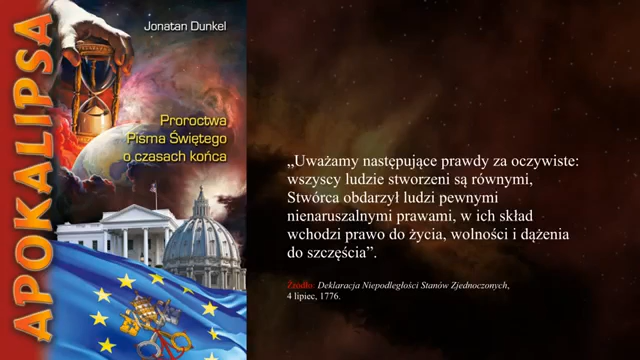 APOKALIPSA
Jonatan Dunkel
Proroctwa
Pisma Świętego
o czasach końca
„Uważamy następujące prawdy za oczywiste:
wszyscy ludzie stworzeni są równymi,
Stwórca obdarzył ludzi pewnymi
nienaruszalnymi prawami, w ich skład
wchodzi prawo do życia, wolności i dążenia
do szczęścia”.
Źródło: Deklaracja Niepodległości Stanów Zjednoczonych,
4 lipiec, 1776.